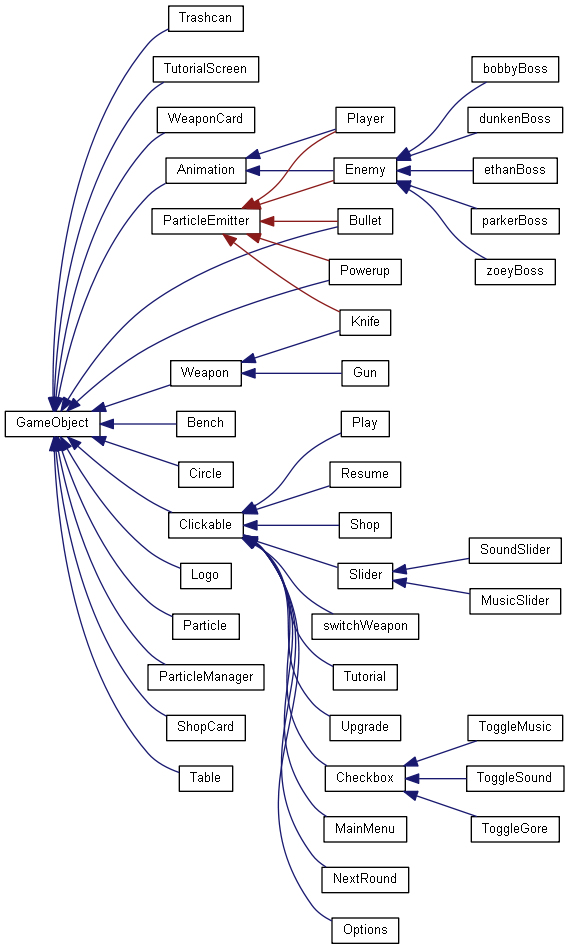 Trashcan
TutorialScreen
bobbyBoss
WeaponCard
Player
dunkenBoss
Animation
Enemy
ethanBoss
ParticleEmitter
Bullet
parkerBoss
Powerup
zoeyBoss
Knife
Weapon
Gun
GameObject
Bench
Play
Circle
Resume
Clickable
Shop
SoundSlider
Logo
Slider
MusicSlider
Particle
switchWeapon
ParticleManager
Tutorial
ShopCard
Upgrade
ToggleMusic
Table
Checkbox
ToggleSound
MainMenu
ToggleGore
NextRound
Options